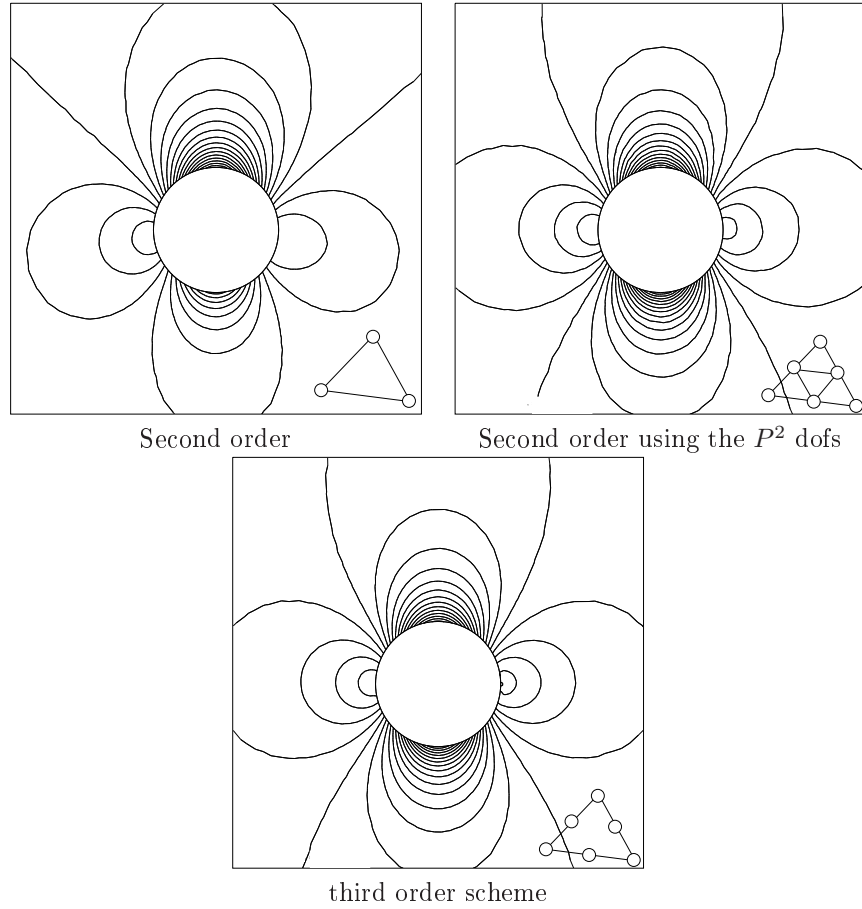 Second order
Second order using the P² dofs
third order scheme